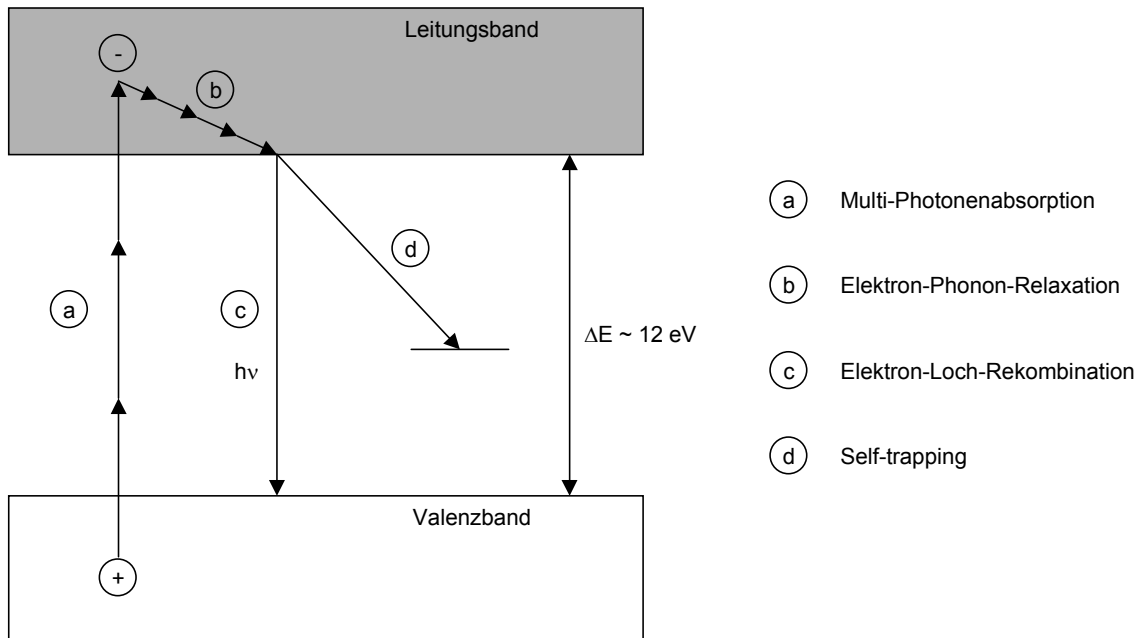 Leitungsband
-
b
a
c
d
hν
ΔE ~ 12 eV
Valenzband
+
a Multi-Photonenabsorption
b Elektron-Phonon-Relaxation
c Elektron-Loch-Rekombination
d Self-trapping